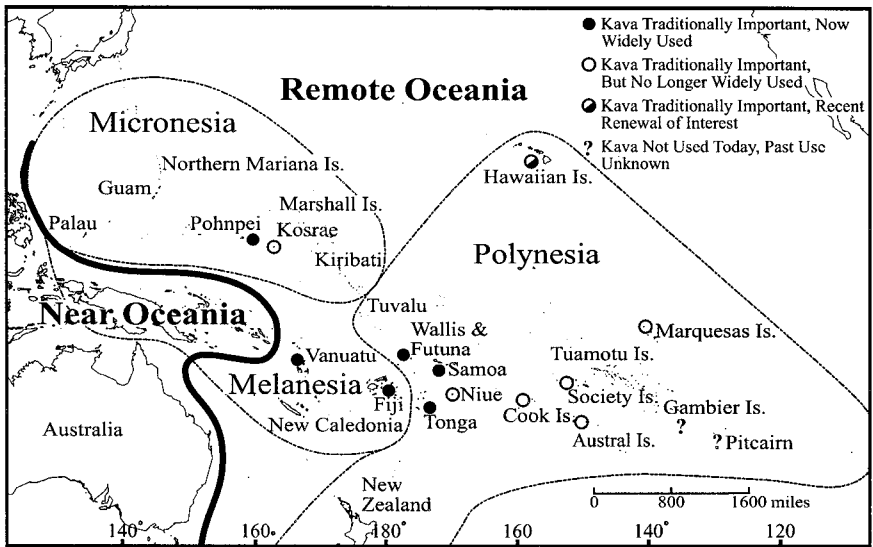 Kava Traditionally Important, Now
Widely Used
Kava Traditionally Important,
But No Longer Widely Used
Kava Traditionally Important, Recent
Renewal of Interest
? Kava Not Used Today, Past Use
Unknown
Remote Oceania
Micronesia
Northern Mariana Is.
Guam
Marshall Is.
Palau
Pohnpei
Kosrae
Kiribati
Hawaiian Is.
Polynesia
Near Oceania
Tuvalu
Wallis &
Futuna
Vanuatu
Samoa
Melanesia
Niue
Fiji
Tonga
New Caledonia
Marquesas Is.
Tuamotu Is.
Society Is.
Cook Is.
Gambier Is.
?
Austral Is.
? Pitcairn
Australia
New
Zealand
0 800 1600 miles
140° 160° 180° 160 140° 120